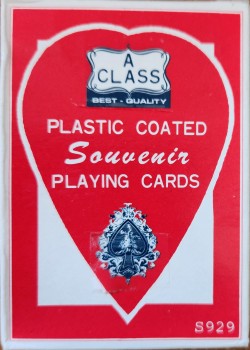 A
CLASS
BEST - QUALITY
PLASTIC COATED
Souvenir
PLAYING CARDS
S929